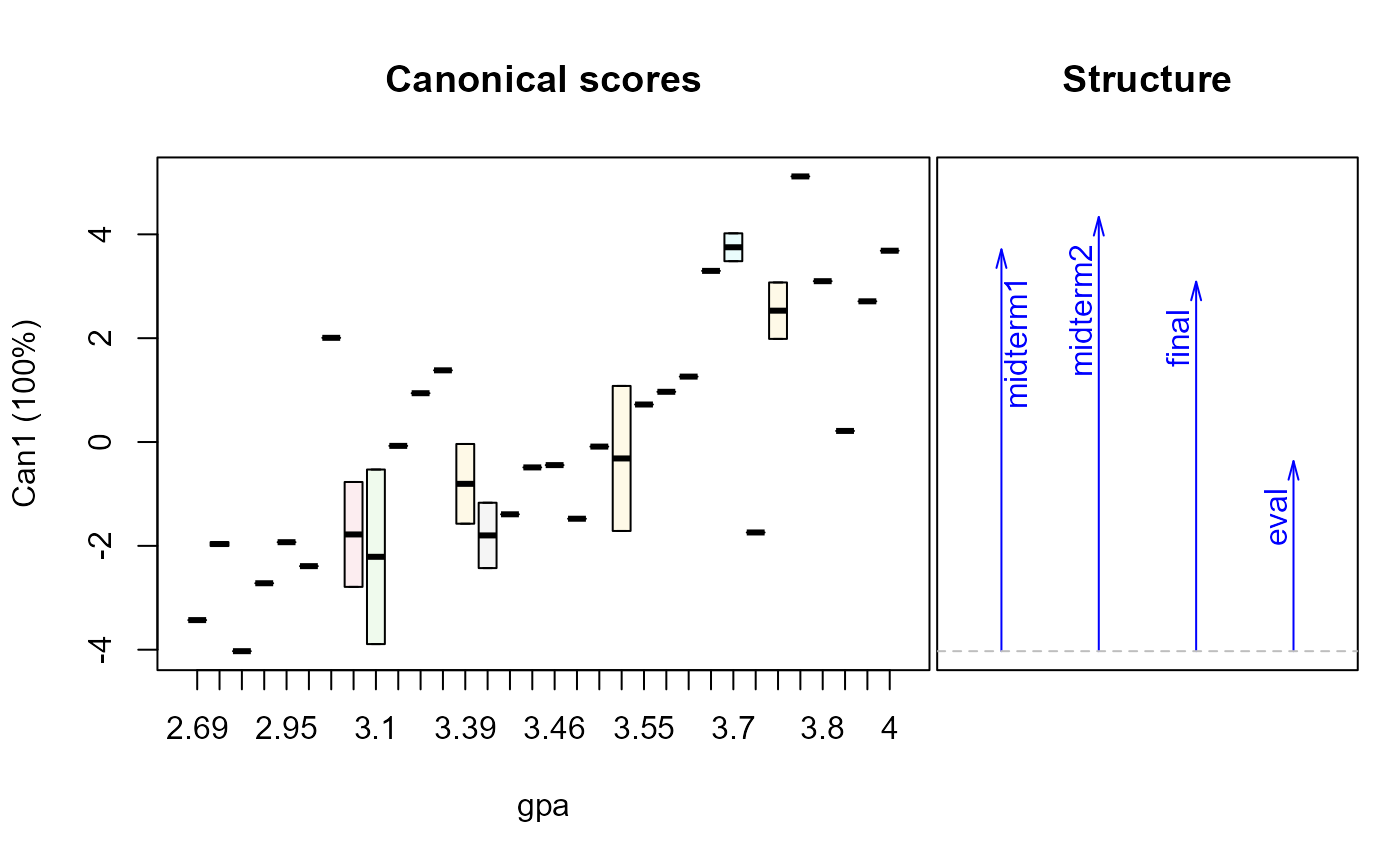 Canonical scores
Structure
Can1 (100%)
4
2
0
-2
-4
2.69 2.95 3.1 3.39 3.46 3.55 3.7 3.8 4
gpa
midterm1
midterm2
final
eval